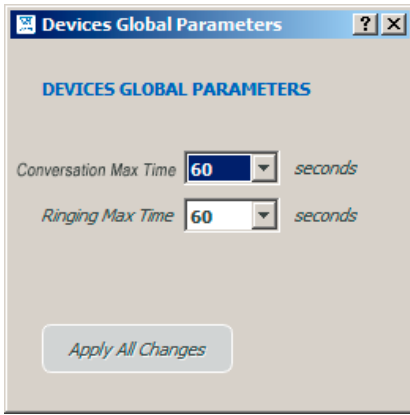 Devices Global Parameters
DEVICES GLOBAL PARAMETERS
Conversation Max Time 60 seconds
Ringing Max Time 60 seconds
Apply All Changes